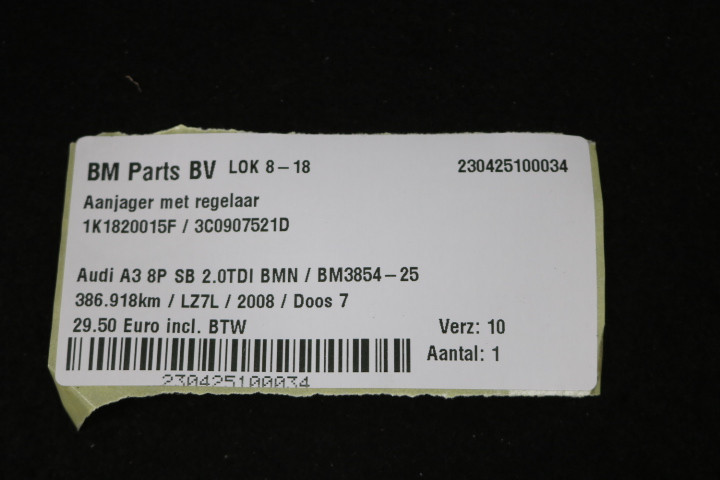 BM Parts BV LOK 8-18 230425100034
Aanjager met regelaar
1K1820015F / 3C0907521D
Audi A3 8P SB 2.0TDI BMN / BM3854-25
386.918km / LZ7L / 2008 / Doos 7
29.50 Euro incl. BTW Verz: 10
Aantal: 1
230425100034